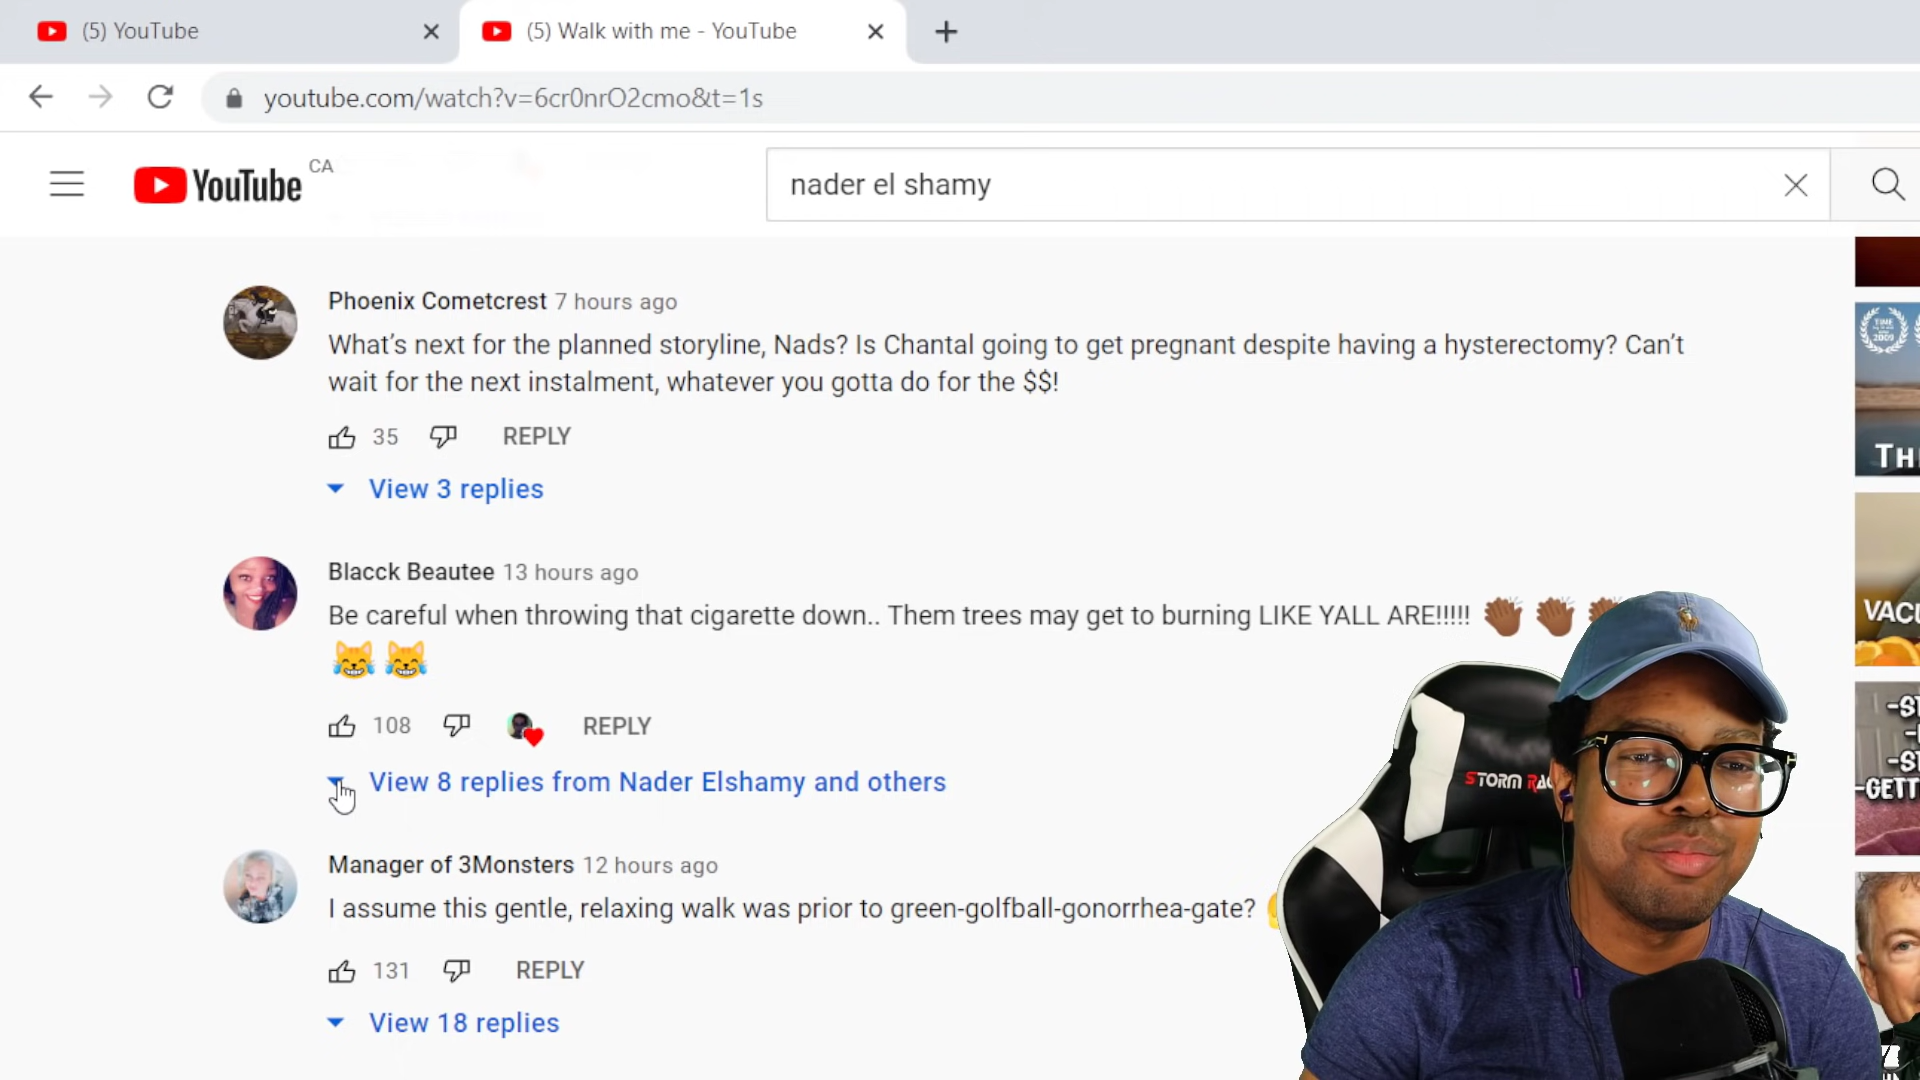 (5) YouTube
(5) Walk with me - YouTube
youtube.com/watch?v=6cr0nrO2cmo&t=1s
YouTube CA
nader el shamy
Phoenix Cometcrest 7 hours ago
What's next for the planned storyline, Nads? Is Chantal going to get pregnant despite having a hysterectomy? Can't
wait for the next instalment, whatever you gotta do for the $$!
35 REPLY
View 3 replies
Blacck Beautee 13 hours ago
Be careful when throwing that cigarette down.. Them trees may get to burning LIKE YALL ARE!!!!! 👏🏾 👏🏾 👏🏾
😹 😹
108 REPLY
View 8 replies from Nader Elshamy and others
Manager of 3Monsters 12 hours ago
I assume this gentle, relaxing walk was prior to green-golfball-gonorrhea-gate?
131 REPLY
View 18 replies
STORM
TIME
2009